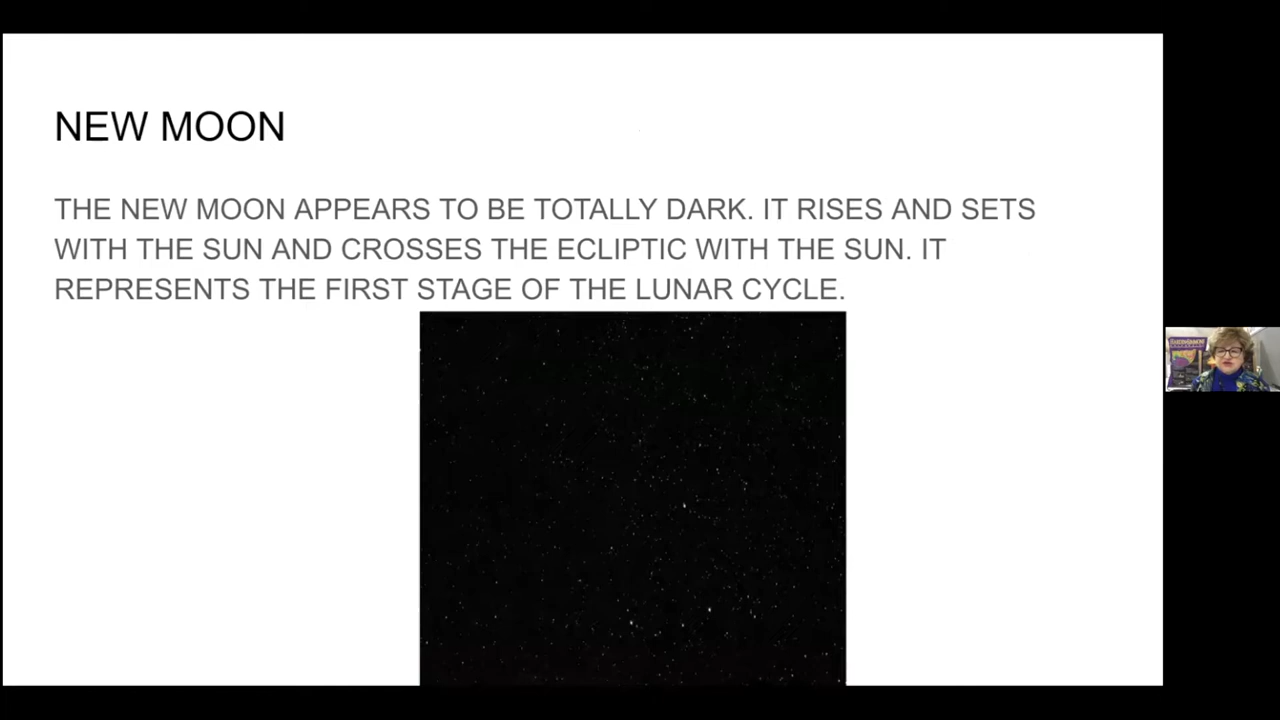 NEW MOON
THE NEW MOON APPEARS TO BE TOTALLY DARK. IT RISES AND SETS
WITH THE SUN AND CROSSES THE ECLIPTIC WITH THE SUN. IT
REPRESENTS THE FIRST STAGE OF THE LUNAR CYCLE.